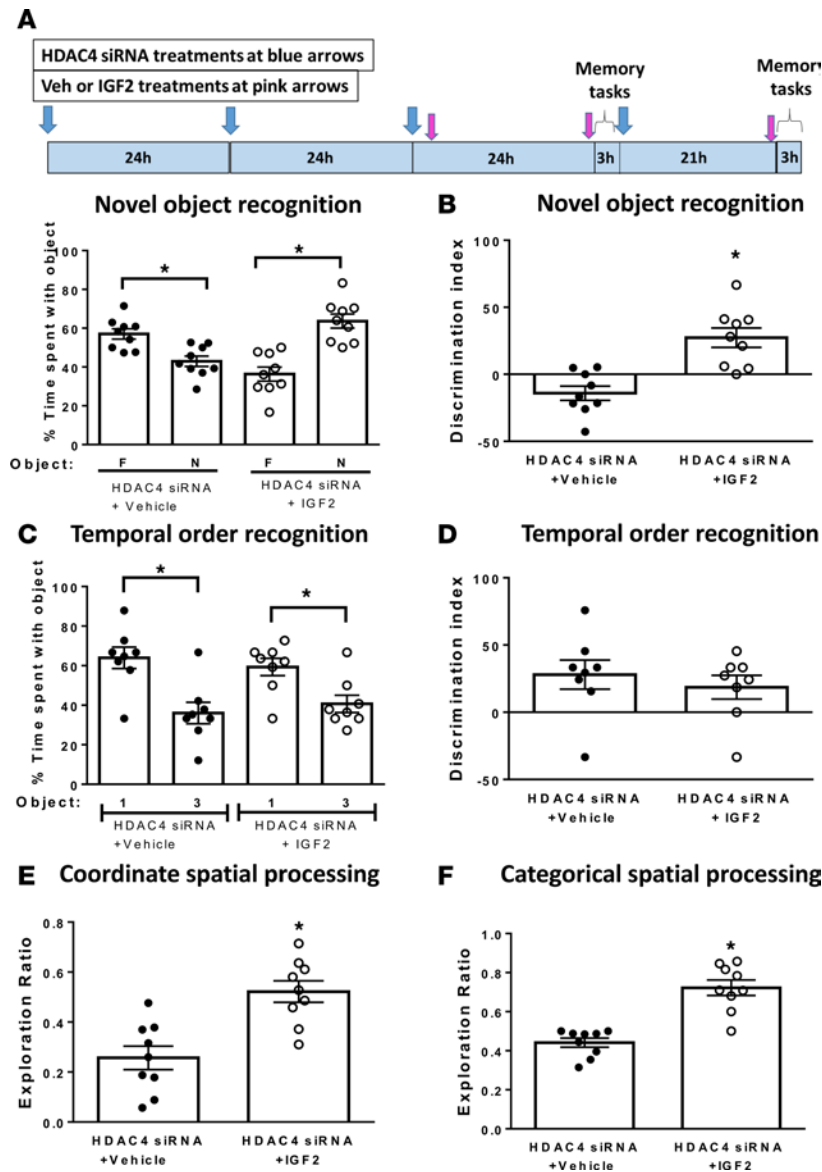 A
HDAC4 siRNA treatments at blue arrows
Veh or IGF2 treatments at pink arrows
Memory
tasks
Memory
tasks
24h
24h
24h
3h
21h
3h
Novel object recognition
% Time spent with object
100
80
60
40
20
0
*
*
Object:
F
N
F
N
HDAC4 siRNA
+ Vehicle
HDAC4 siRNA
+ IGF2
B
Novel object recognition
Discrimination index
100
50
0
-50
*
HDAC4 siRNA
+Vehicle
HDAC4 siRNA
+IGF2
C
Temporal order recognition
% Time spent with object
100
80
60
40
20
0
*
*
Object:
1
3
1
3
HDAC4 siRNA
+Vehicle
HDAC4 siRNA
+ IGF2
D
Temporal order recognition
Discrimination index
100
50
0
-50
HDAC4 siRNA
+Vehicle
HDAC4 siRNA
+ IGF2
E
Coordinate spatial processing
Exploration Ratio
0.8
0.6
0.4
0.2
0.0
*
HDAC4 siRNA
+Vehicle
HDAC4 siRNA
+IGF2
F
Categorical spatial processing
Exploration Ratio
1.0
0.8
0.6
0.4
0.2
0.0
*
HDAC4 siRNA
+Vehicle
HDAC4 siRNA
+IGF2